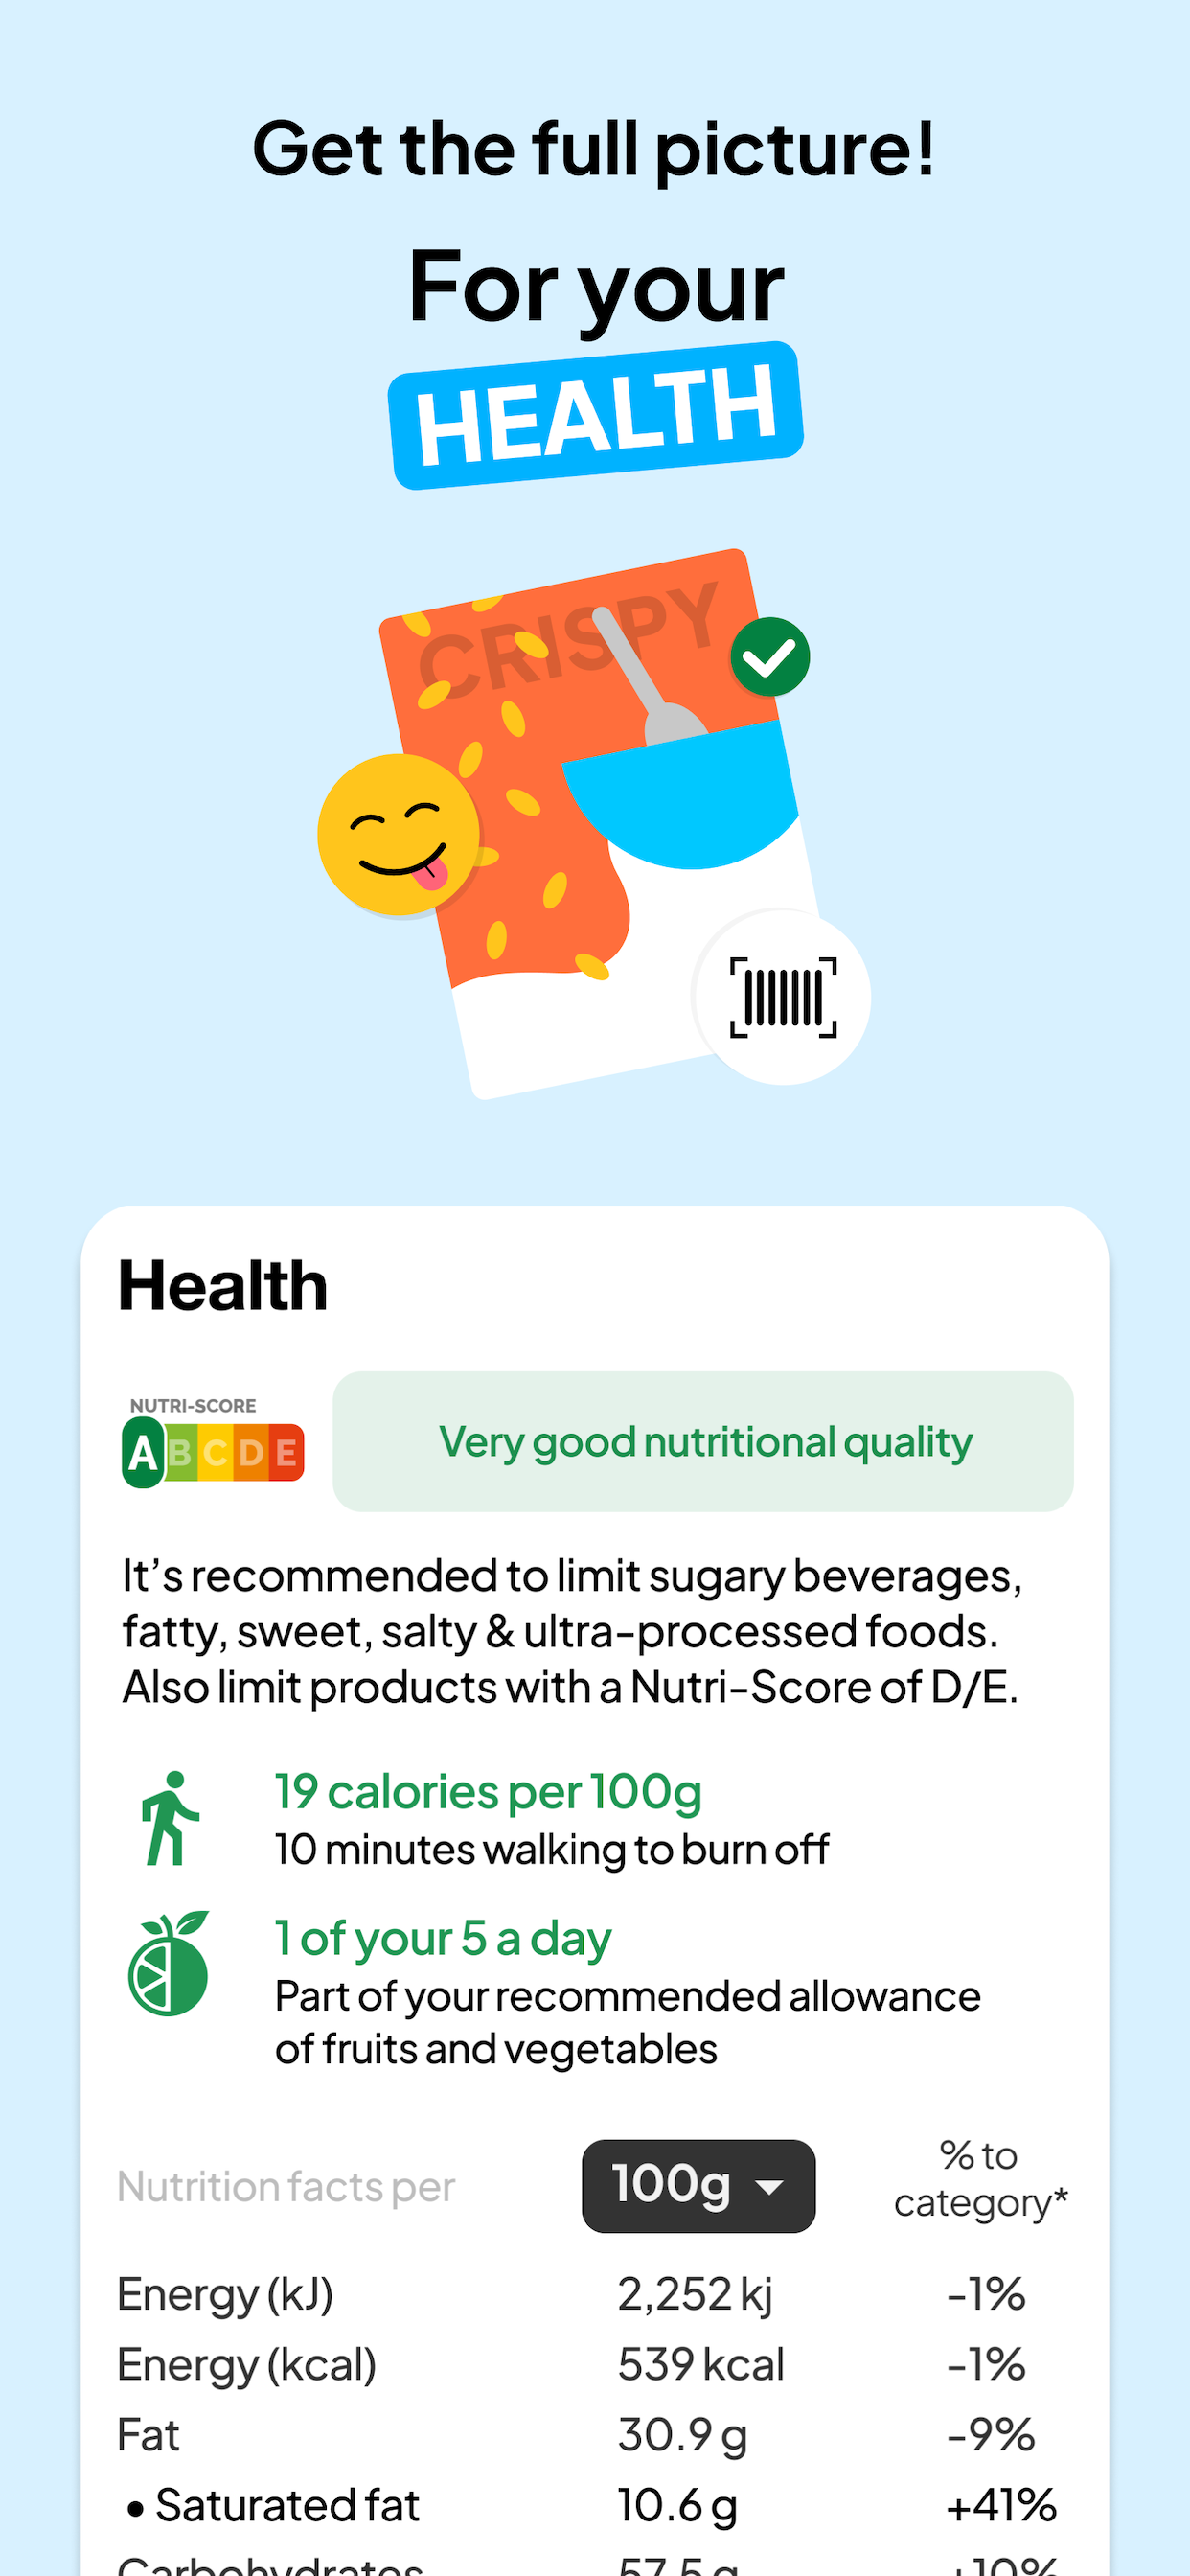 Get the full picture!
For your
HEALTH
CRISPY
Health
NUTRI-SCORE
A B C D E
Very good nutritional quality
It’s recommended to limit sugary beverages,
fatty, sweet, salty & ultra-processed foods.
Also limit products with a Nutri-Score of D/E.
19 calories per 100g
10 minutes walking to burn off
1 of your 5 a day
Part of your recommended allowance
of fruits and vegetables
Nutrition facts per 100g % to
category*
Energy (kJ) 2,252 kj -1%
Energy (kcal) 539 kcal -1%
Fat 30.9 g -9%
• Saturated fat 10.6 g +41%
Carbohydrates 57.5 g +10%